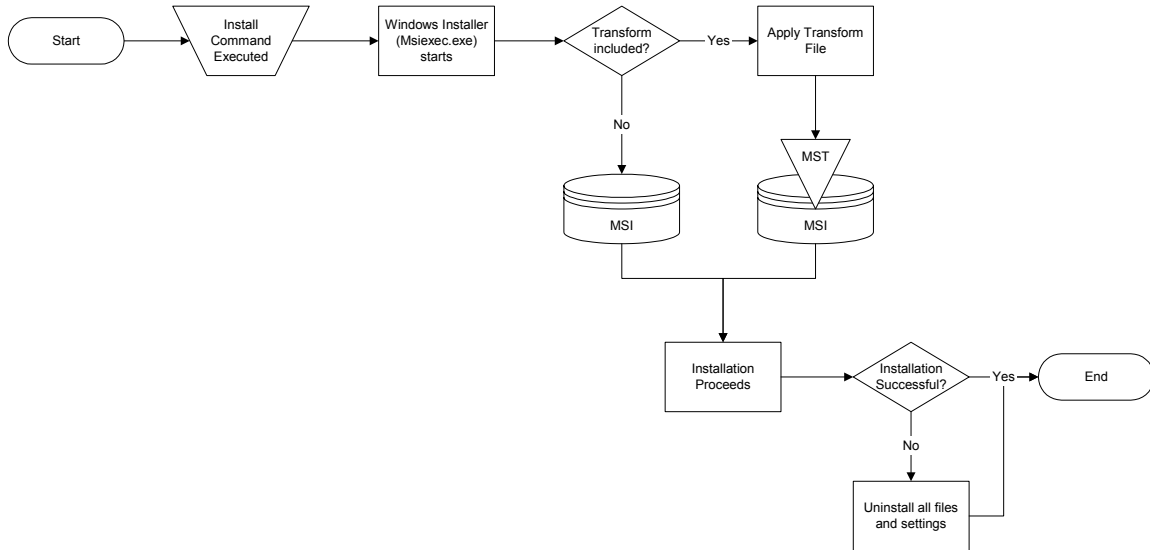 Start
Install
Command
Executed
Windows Installer
(Msiexec.exe)
starts
Transform
included?
Yes
Apply Transform
File
No
MST
MSI
MSI
Installation
Proceeds
Installation
Successful?
Yes
End
No
Uninstall all files
and settings